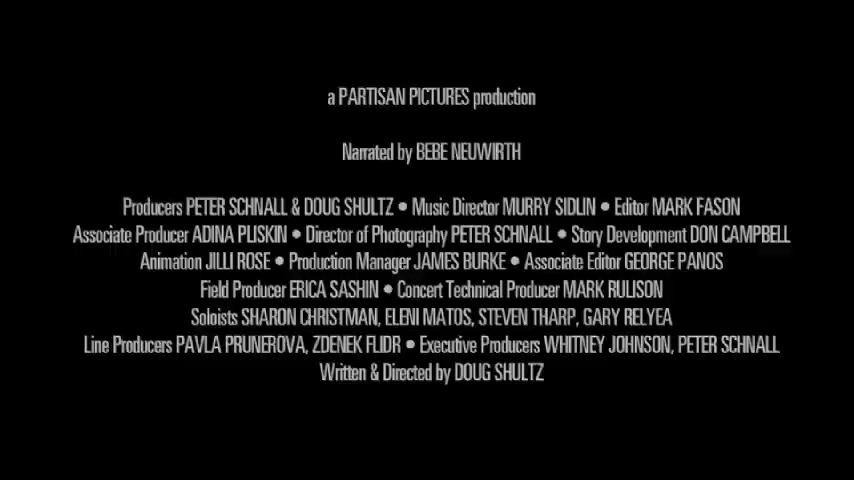 a PARTISAN PICTURES production
Narrated by BEBE NEUWIRTH
Producers PETER SCHNALL & DOUG SHULTZ • Music Director MURRY SIDLIN • Editor MARK FASON
Associate Producer ADINA PLISKIN • Director of Photography PETER SCHNALL • Story Development DON CAMPBELL
Animation JILLI ROSE • Production Manager JAMES BURKE • Associate Editor GEORGE PANOS
Field Producer ERICA SASHIN • Concert Technical Producer MARK RULISON
Soloists SHARON CHRISTMAN, ELENI MATOS, STEVEN THARP, GARY RELYEA
Line Producers PAVLA PRUNEROVA, ZDENEK FLIDR • Executive Producers WHITNEY JOHNSON, PETER SCHNALL
Written & Directed by DOUG SHULTZ